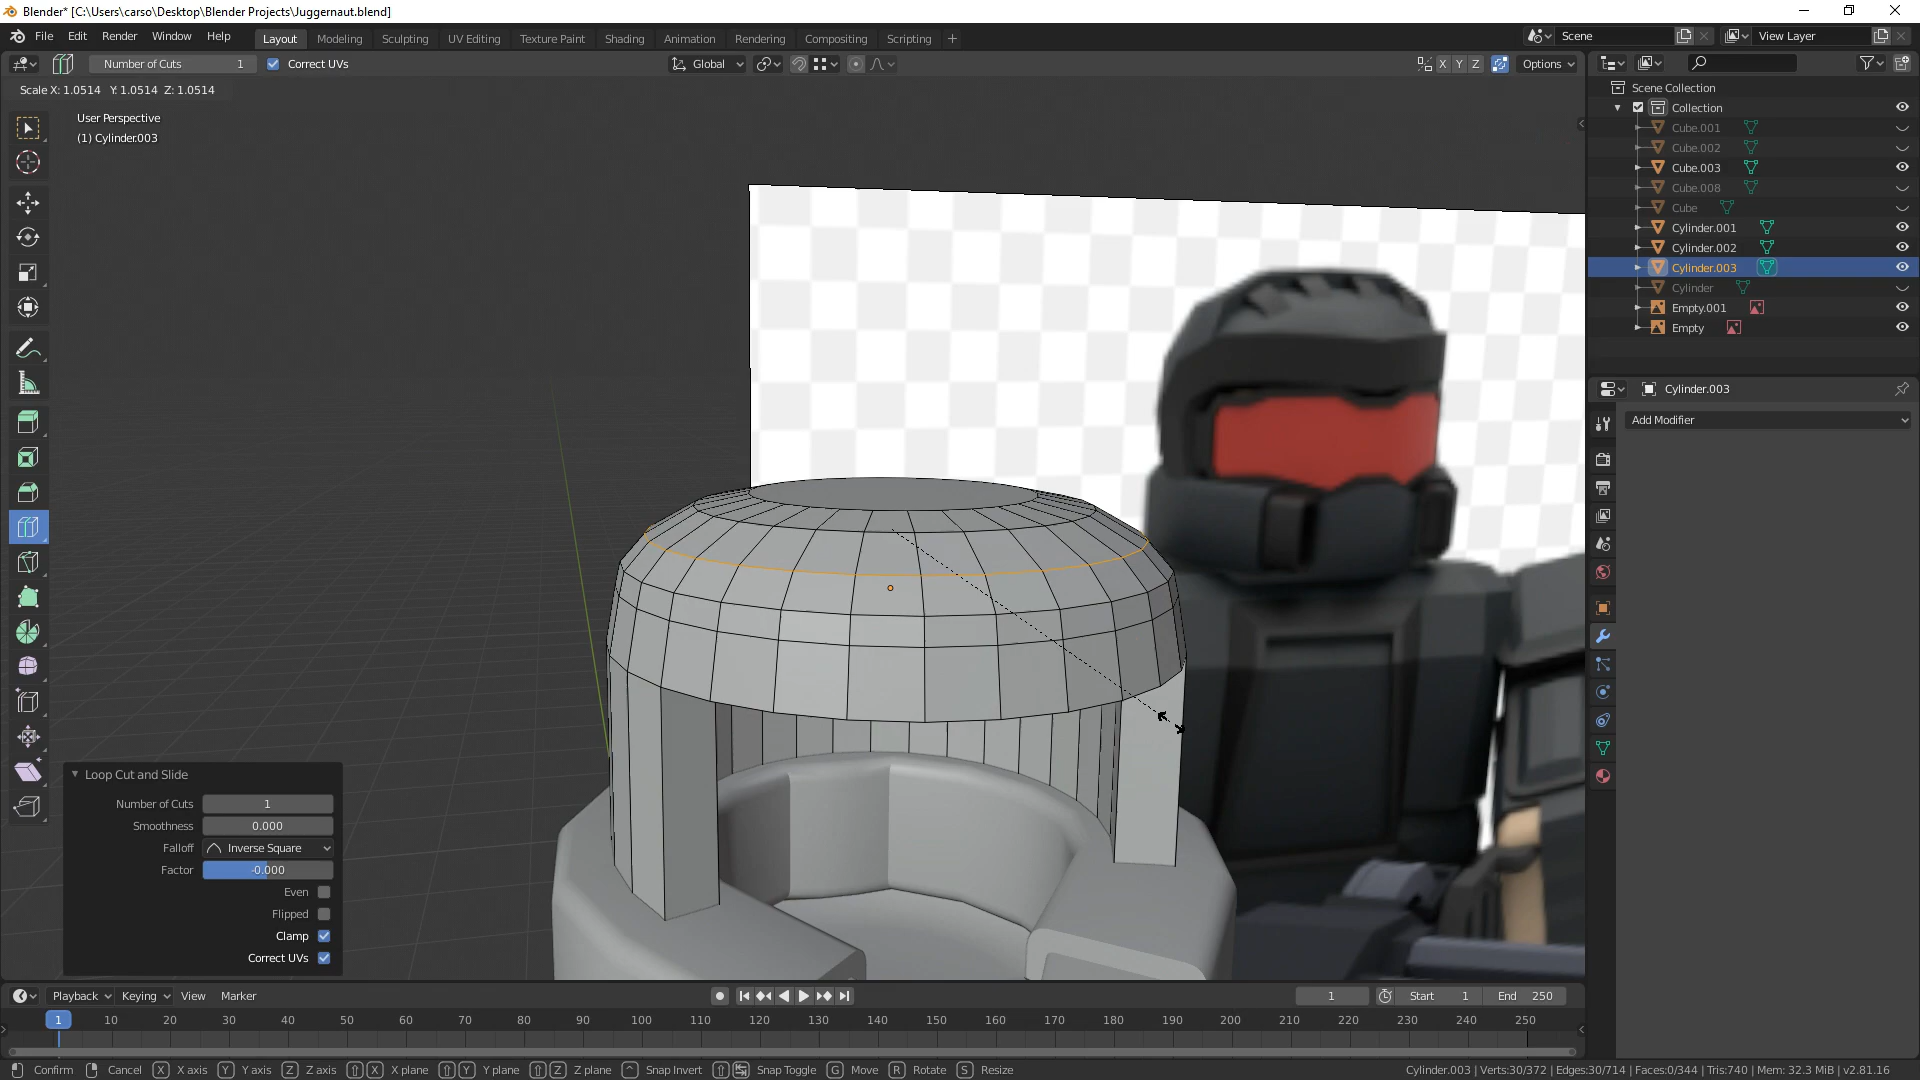 Blender* [C:\Users\carso\Desktop\Blender Projects\Juggernaut.blend]
File Edit Render Window Help
Layout Modeling Sculpting UV Editing Texture Paint Shading Animation Rendering Compositing Scripting +
Scene
View Layer
Number of Cuts 1
Correct UVs
Global
X Y Z
Options
Scale X: 1.0514 Y: 1.0514 Z: 1.0514
User Perspective
(1) Cylinder.003
Scene Collection
Collection
Cube.001
Cube.002
Cube.003
Cube.008
Cube
Cylinder.001
Cylinder.002
Cylinder.003
Cylinder
Empty.001
Empty
Cylinder.003
Add Modifier
Loop Cut and Slide
Number of Cuts 1
Smoothness 0.000
Falloff Inverse Square
Factor -0.000
Even
Flipped
Clamp
Correct UVs
Playback Keying View Marker
1 Start 1 End 250
1 10 20 30 40 50 60 70 80 90 100 110 120 130 140 150 160 170 180 190 200 210 220 230 240 250
Confirm Cancel X X axis Y Y axis Z Z axis X X plane Y Y plane Z Z plane Snap Invert Snap Toggle G Move R Rotate S Resize
Cylinder.003 | Verts:30/372 | Edges:30/714 | Faces:0/344 | Tris:740 | Mem: 32.3 MiB | v2.81.16